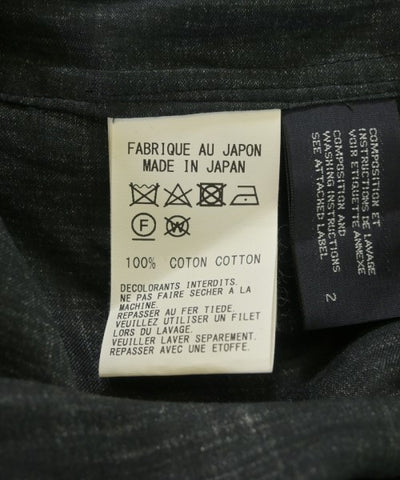 FABRIQUE AU JAPON
MADE IN JAPAN
F W
100% COTON COTTON
DECOLORANTS INTERDITS.
NE PAS FAIRE SECHER A LA
MACHINE.
REPASSER AU FER TIEDE.
VEUILLEZ UTILISER UN FILET
LORS DU LAVAGE.
VEUILLER LAVER SEPAREMENT.
REPASSER AVEC UNE ETOFFE.
COMPOSITION ET
INSTRUCTIONS DE LAVAGE
VOIR ETIQUETTE ANNEXE
COMPOSITION AND
WASHING INSTRUCTIONS
SEE ATTACHED LABEL
2